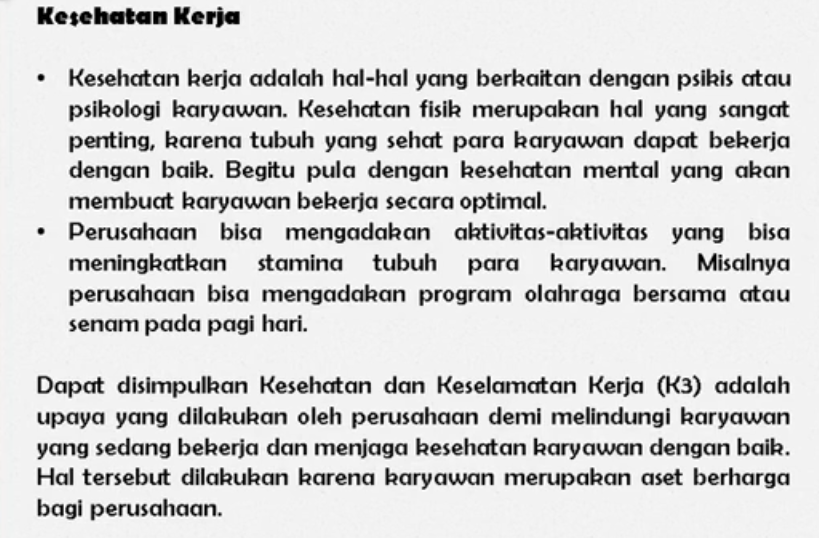 Kesehatan Kerja
• Kesehatan kerja adalah hal-hal yang berkaitan dengan psikis atau
psikologi karyawan. Kesehatan fisik merupakan hal yang sangat
penting, karena tubuh yang sehat para karyawan dapat bekerja
dengan baik. Begitu pula dengan kesehatan mental yang akan
membuat karyawan bekerja secara optimal.
• Perusahaan bisa mengadakan aktivitas-aktivitas yang bisa
meningkatkan stamina tubuh para karyawan. Misalnya
perusahaan bisa mengadakan program olahraga bersama atau
senam pada pagi hari.
Dapat disimpulkan Kesehatan dan Keselamatan Kerja (K3) adalah
upaya yang dilakukan oleh perusahaan demi melindungi karyawan
yang sedang bekerja dan menjaga kesehatan karyawan dengan baik.
Hal tersebut dilakukan karena karyawan merupakan aset berharga
bagi perusahaan.